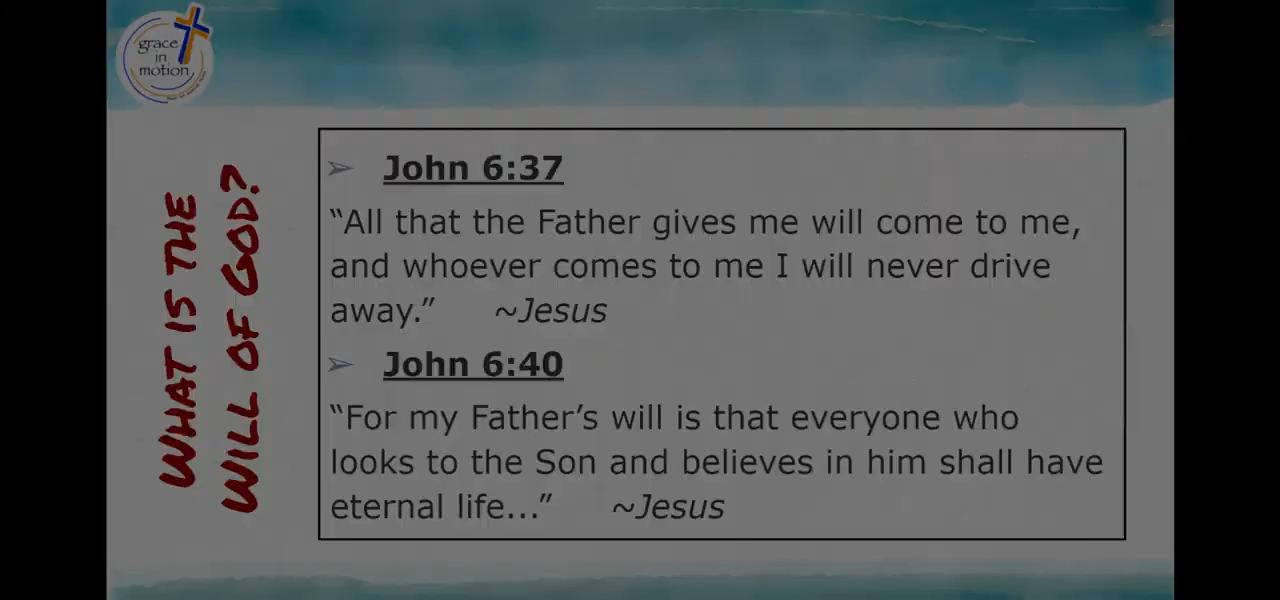 grace
in
motion
WHAT IS THE
WILL OF GOD?
➢ John 6:37
“All that the Father gives me will come to me,
and whoever comes to me I will never drive
away.” ~Jesus
➢ John 6:40
“For my Father’s will is that everyone who
looks to the Son and believes in him shall have
eternal life...” ~Jesus